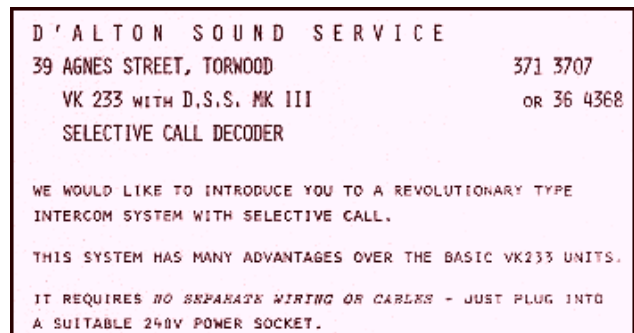 D'ALTON SOUND SERVICE
39 AGNES STREET, TORWOOD 371 3707
VK 233 WITH D.S.S. MK III OR 36 4368
SELECTIVE CALL DECODER
WE WOULD LIKE TO INTRODUCE YOU TO A REVOLUTIONARY TYPE
INTERCOM SYSTEM WITH SELECTIVE CALL.
THIS SYSTEM HAS MANY ADVANTAGES OVER THE BASIC VK233 UNITS.
IT REQUIRES NO SEPARATE WIRING OR CABLES - JUST PLUG INTO
A SUITABLE 240V POWER SOCKET.